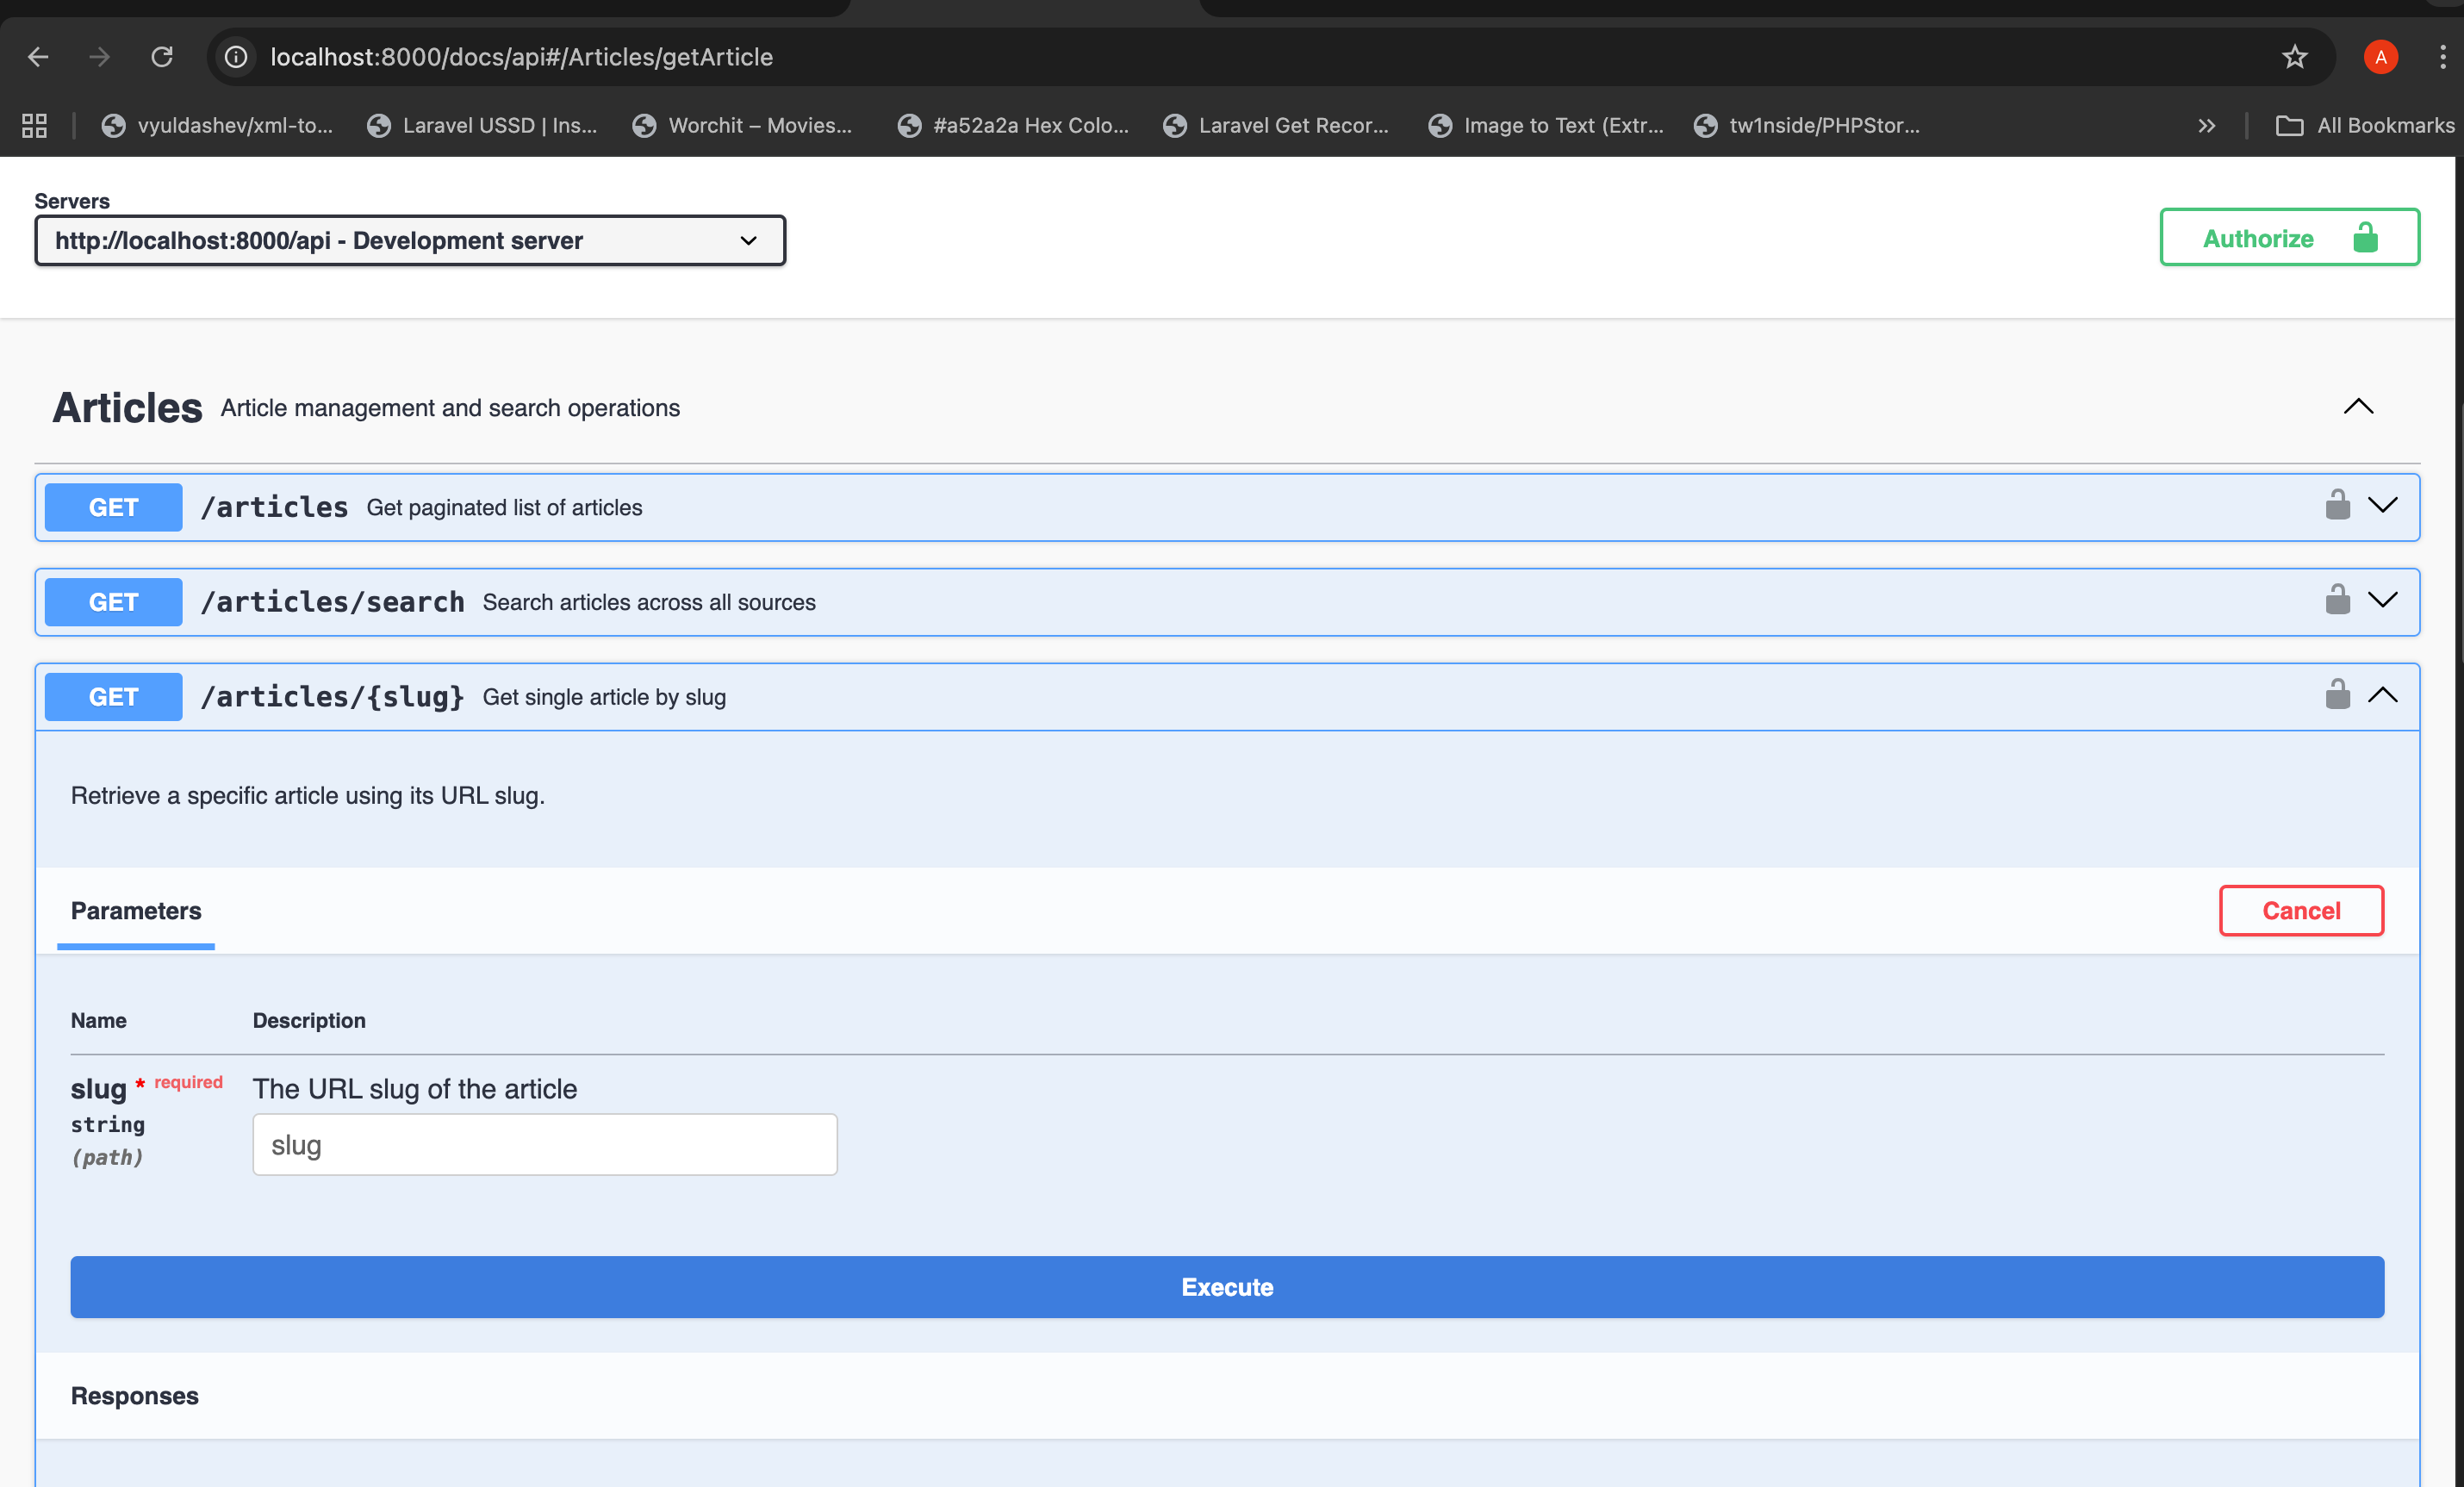 localhost:8000/docs/api#/Articles/getArticle
A
vyuldashev/xml-to...
Laravel USSD | Ins...
Worchit – Movies...
#a52a2a Hex Colo...
Laravel Get Recor...
Image to Text (Extr...
tw1nside/PHPStor...
All Bookmarks
Servers
http://localhost:8000/api - Development server
Authorize
Articles Article management and search operations
GET /articles Get paginated list of articles
GET /articles/search Search articles across all sources
GET /articles/{slug} Get single article by slug
Retrieve a specific article using its URL slug.
Parameters
Cancel
Name Description
slug * required The URL slug of the article
string
slug
(path)
Execute
Responses